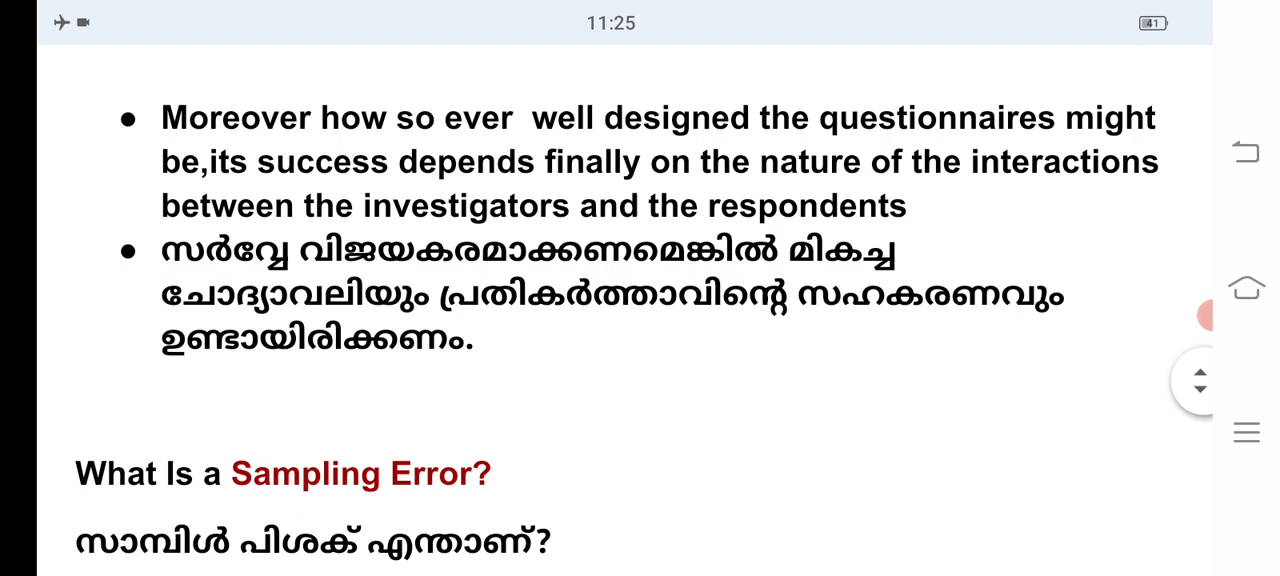 11:25
41
● Moreover how so ever well designed the questionnaires might
be,its success depends finally on the nature of the interactions
between the investigators and the respondents
● സർവ്വേ വിജയകരമാക്കണമെങ്കിൽ മികച്ച
ചോദ്യാവലിയും പ്രതികർത്താവിന്റെ സഹകരണവും
ഉണ്ടായിരിക്കണം.
What Is a Sampling Error?
സാമ്പിൾ പിശക് എന്താണ്?